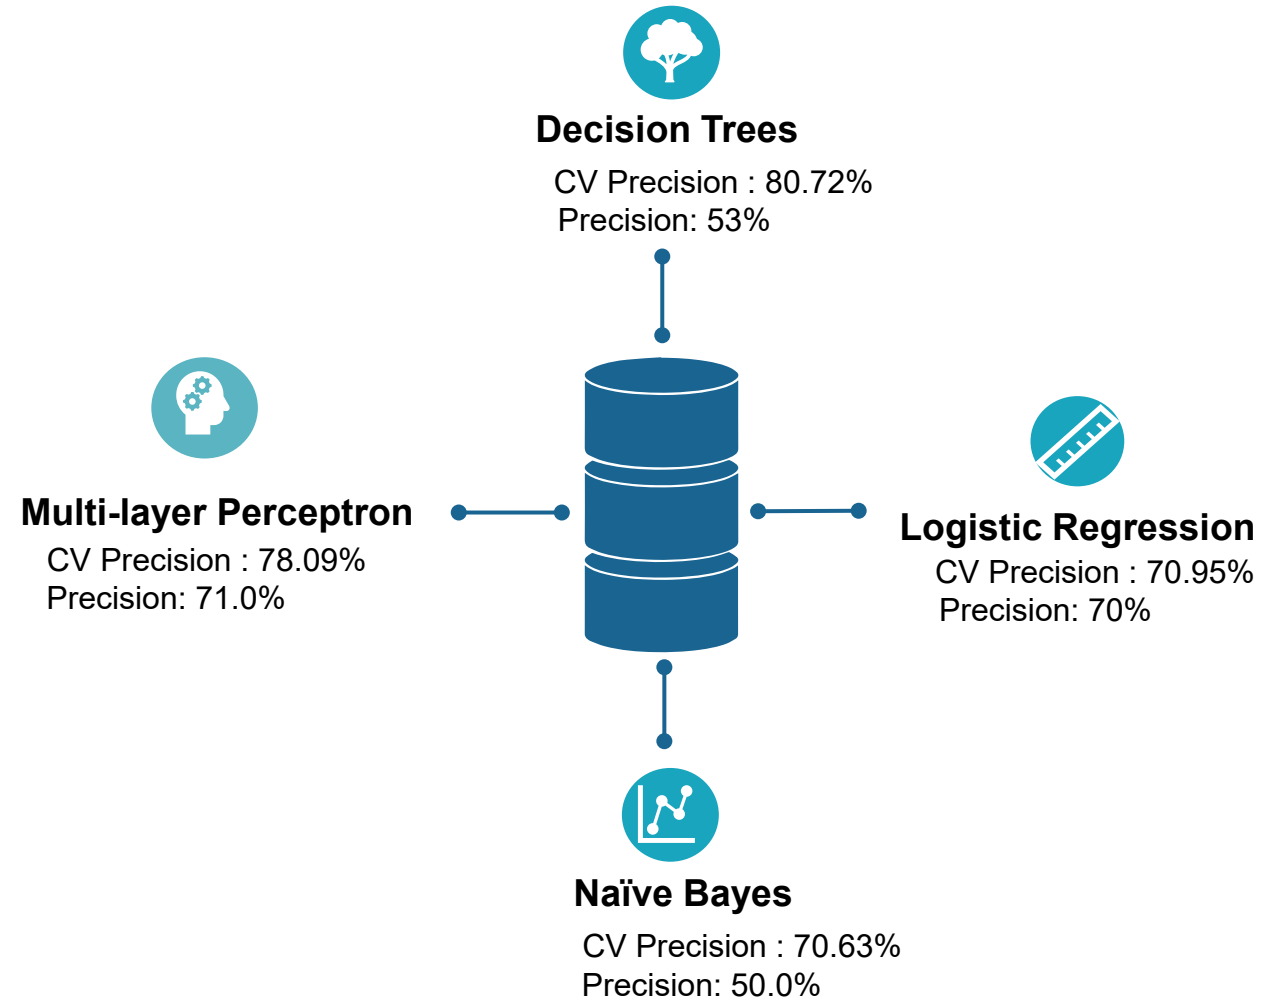 Decision Trees
CV Precision : 80.72%
Precision: 53%
Multi-layer Perceptron
CV Precision : 78.09%
Precision: 71.0%
Logistic Regression
CV Precision : 70.95%
Precision: 70%
Naïve Bayes
CV Precision : 70.63%
Precision: 50.0%